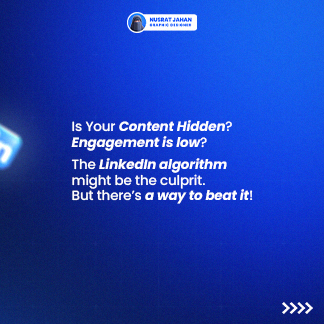 NUSRAT JAHAN
GRAPHIC DESIGNER
Is Your Content Hidden?
Engagement is low?
The LinkedIn algorithm
might be the culprit.
But there's a way to beat it!